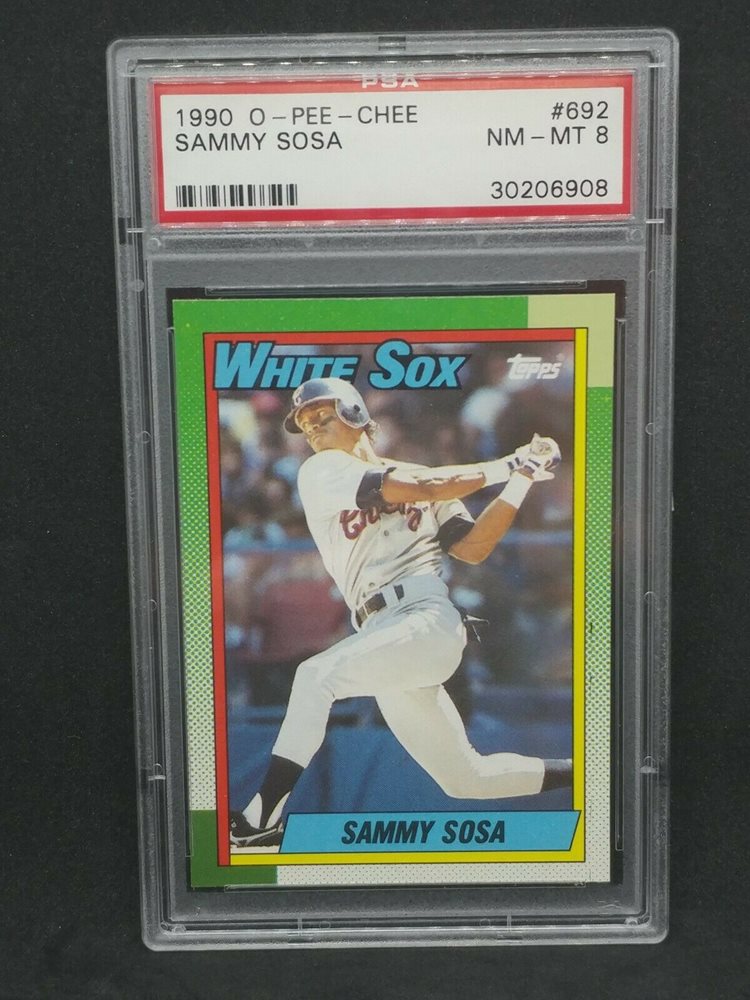 PSA
1990 O-PEE-CHEE #692
SAMMY SOSA NM-MT 8
30206908
WHITE SOX
Topps
SAMMY SOSA